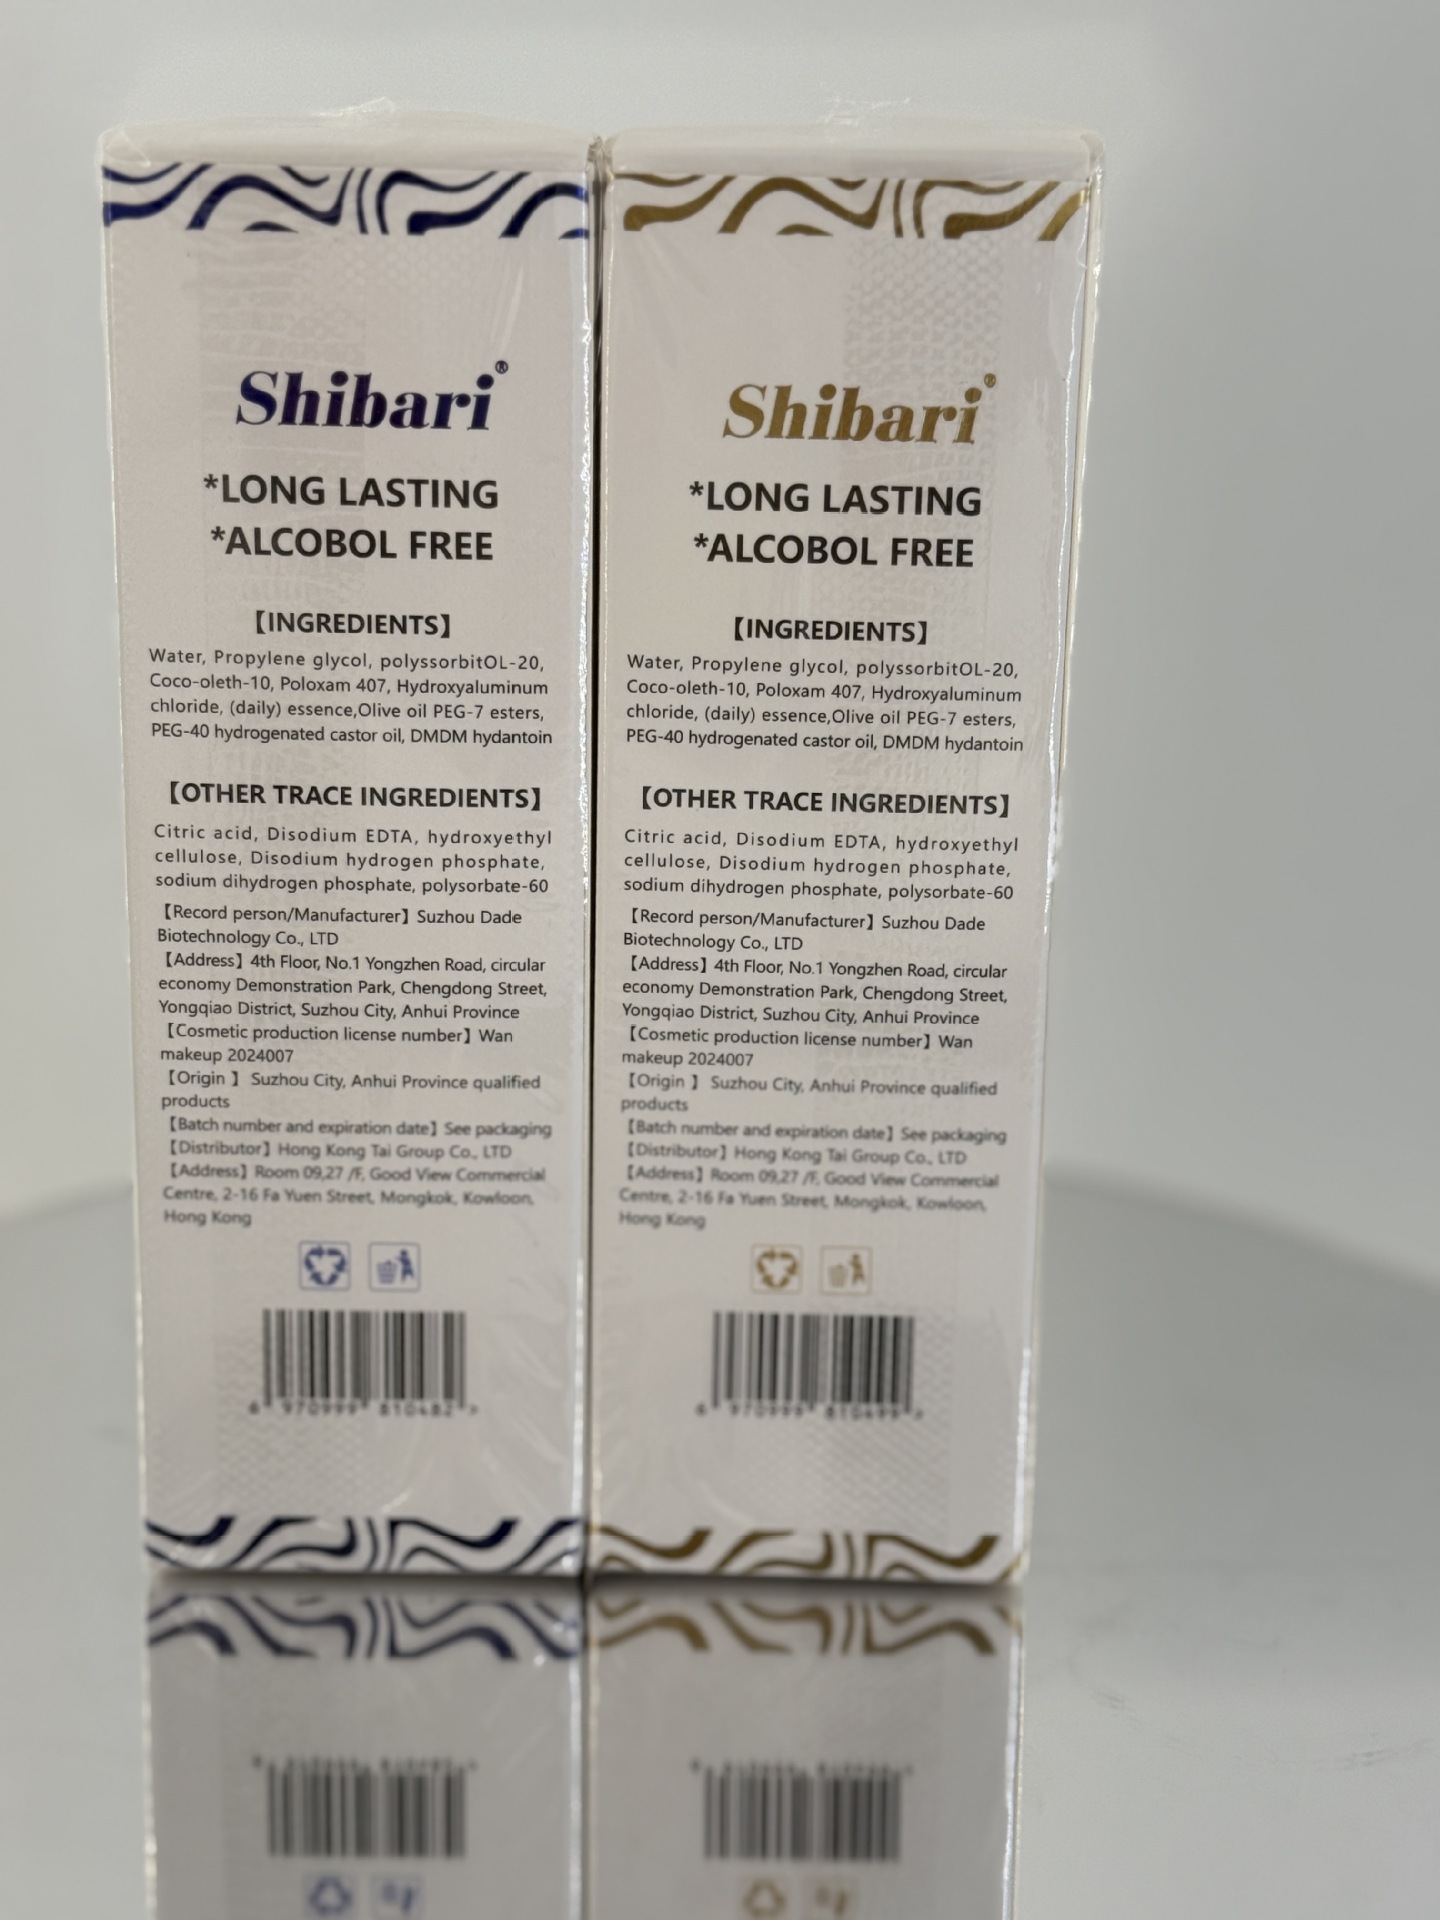 Shibari®
*LONG LASTING
*ALCOBOL FREE
【INGREDIENTS】
Water, Propylene glycol, polyssorbitOL-20,
Coco-oleth-10, Poloxam 407, Hydroxyaluminum
chloride, (daily) essence,Olive oil PEG-7 esters,
PEG-40 hydrogenated castor oil, DMDM hydantoin
【OTHER TRACE INGREDIENTS】
Citric acid, Disodium EDTA, hydroxyethyl
cellulose, Disodium hydrogen phosphate,
sodium dihydrogen phosphate, polysorbate-60
【Record person/Manufacturer】Suzhou Dade
Biotechnology Co., LTD
【Address】4th Floor, No.1 Yongzhen Road, circular
economy Demonstration Park, Chengdong Street,
Yongqiao District, Suzhou City, Anhui Province
【Cosmetic production license number】Wan
makeup 2024007
【Origin 】 Suzhou City, Anhui Province qualified
products
【Batch number and expiration date】See packaging
【Distributor】Hong Kong Tai Group Co., LTD
【Address】Room 09,27 /F, Good View Commercial
Centre, 2-16 Fa Yuen Street, Mongkok, Kowloon,
Hong Kong
6 970999 810482 >
Shibari®
*LONG LASTING
*ALCOBOL FREE
【INGREDIENTS】
Water, Propylene glycol, polyssorbitOL-20,
Coco-oleth-10, Poloxam 407, Hydroxyaluminum
chloride, (daily) essence,Olive oil PEG-7 esters,
PEG-40 hydrogenated castor oil, DMDM hydantoin
【OTHER TRACE INGREDIENTS】
Citric acid, Disodium EDTA, hydroxyethyl
cellulose, Disodium hydrogen phosphate,
sodium dihydrogen phosphate, polysorbate-60
【Record person/Manufacturer】Suzhou Dade
Biotechnology Co., LTD
【Address】4th Floor, No.1 Yongzhen Road, circular
economy Demonstration Park, Chengdong Street,
Yongqiao District, Suzhou City, Anhui Province
【Cosmetic production license number】Wan
makeup 2024007
【Origin 】 Suzhou City, Anhui Province qualified
products
【Batch number and expiration date】See packaging
【Distributor】Hong Kong Tai Group Co., LTD
【Address】Room 09,27 /F, Good View Commercial
Centre, 2-16 Fa Yuen Street, Mongkok, Kowloon,
Hong Kong
6 970999 810499 >